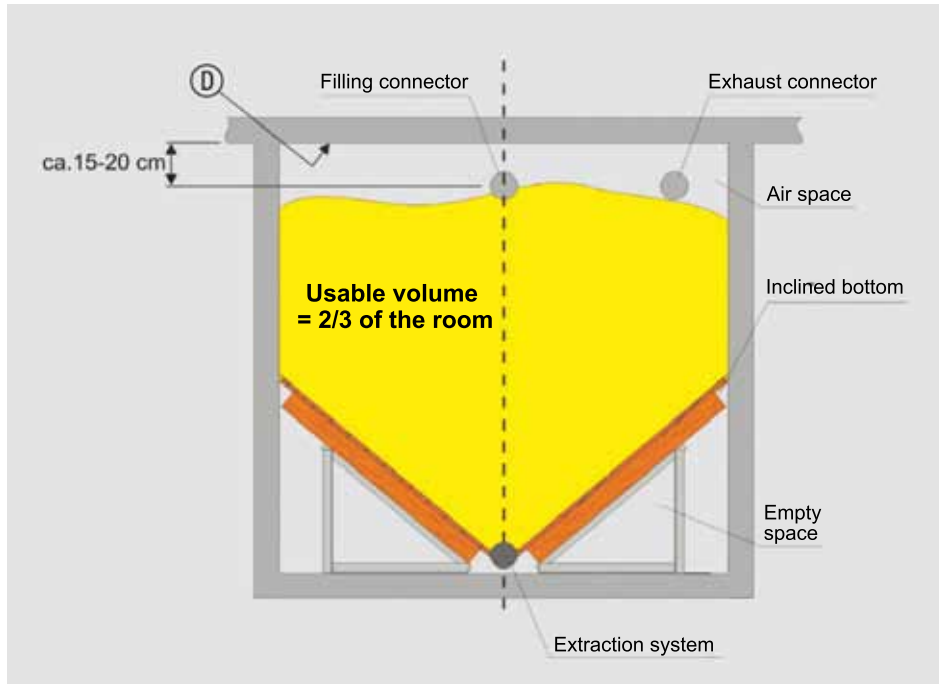 D
Filling connector
Exhaust connector
ca.15-20 cm
Air space
Inclined bottom
Usable volume
= 2/3 of the room
Empty
space
Extraction system